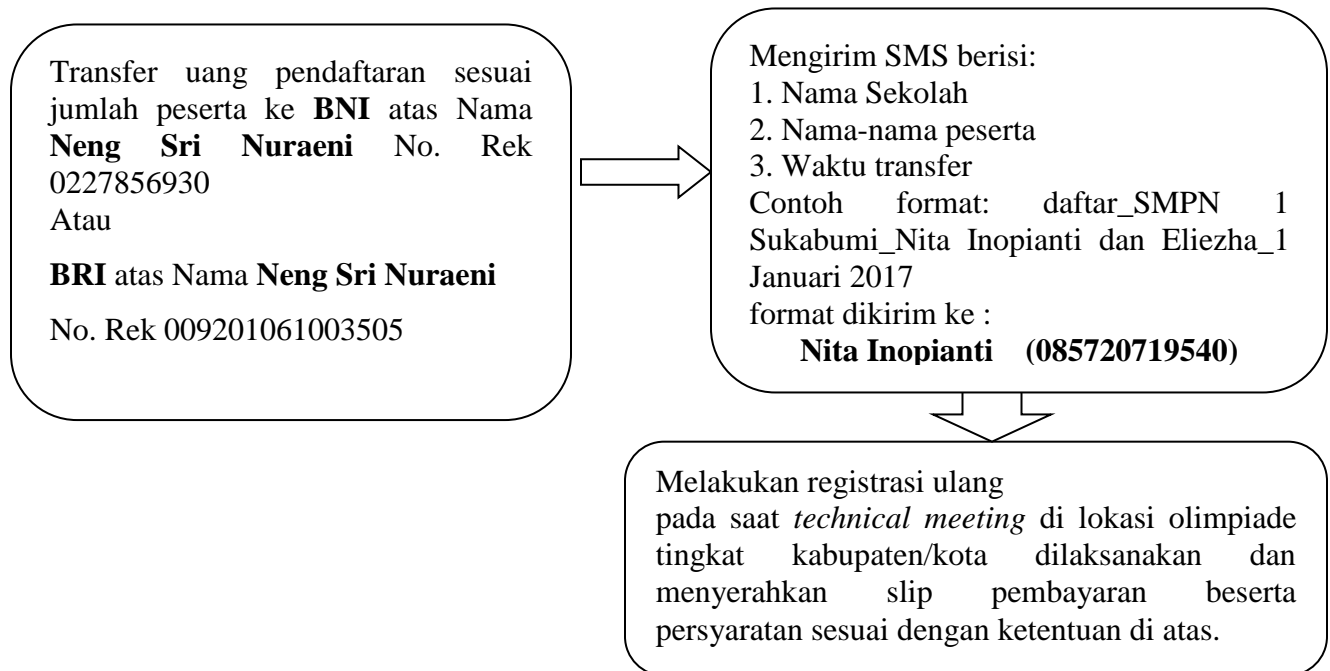 Transfer uang pendaftaran sesuai
jumlah peserta ke BNI atas Nama
Neng Sri Nuraeni No. Rek
0227856930
Atau
BRI atas Nama Neng Sri Nuraeni
No. Rek 009201061003505
Mengirim SMS berisi:
1. Nama Sekolah
2. Nama-nama peserta
3. Waktu transfer
Contoh format: daftar_SMPN 1
Sukabumi_Nita Inopianti dan Eliezha_1
Januari 2017
format dikirim ke :
Nita Inopianti (085720719540)
Melakukan registrasi ulang
pada saat technical meeting di lokasi olimpiade
tingkat kabupaten/kota dilaksanakan dan
menyerahkan slip pembayaran beserta
persyaratan sesuai dengan ketentuan di atas.